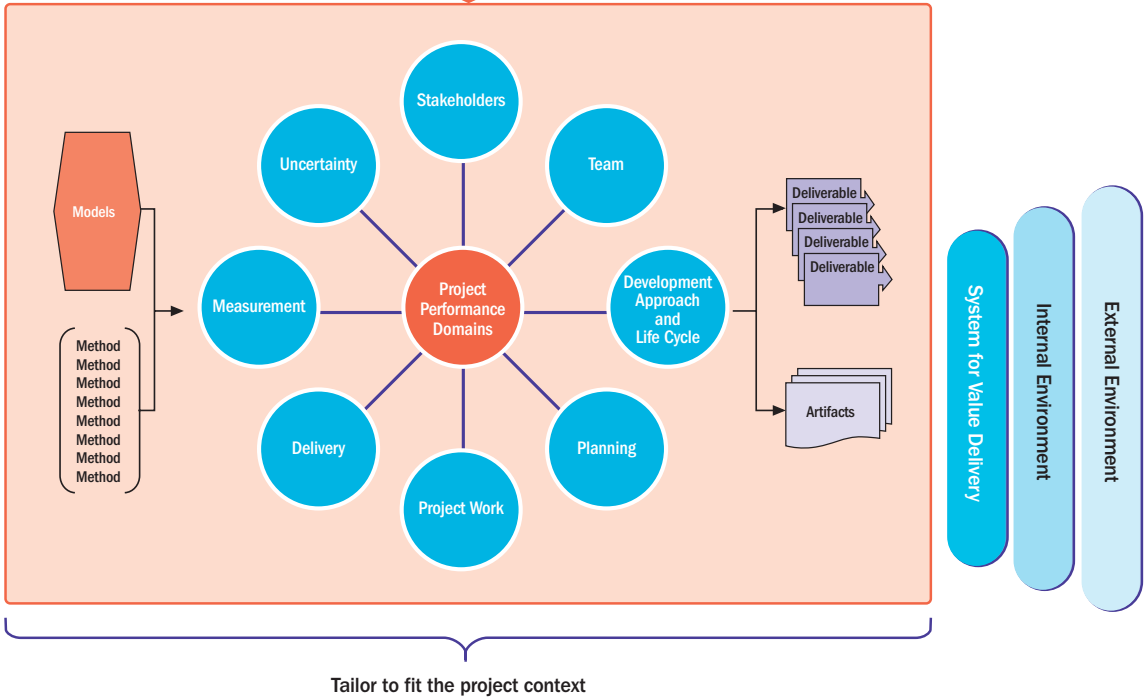 Models
Method
Method
Method
Method
Method
Method
Method
Method
Stakeholders
Uncertainty
Team
Measurement
Project
Performance
Domains
Development
Approach
and
Life Cycle
Delivery
Planning
Project Work
Deliverable
Deliverable
Deliverable
Deliverable
Artifacts
System for Value Delivery
Internal Environment
External Environment
Tailor to fit the project context